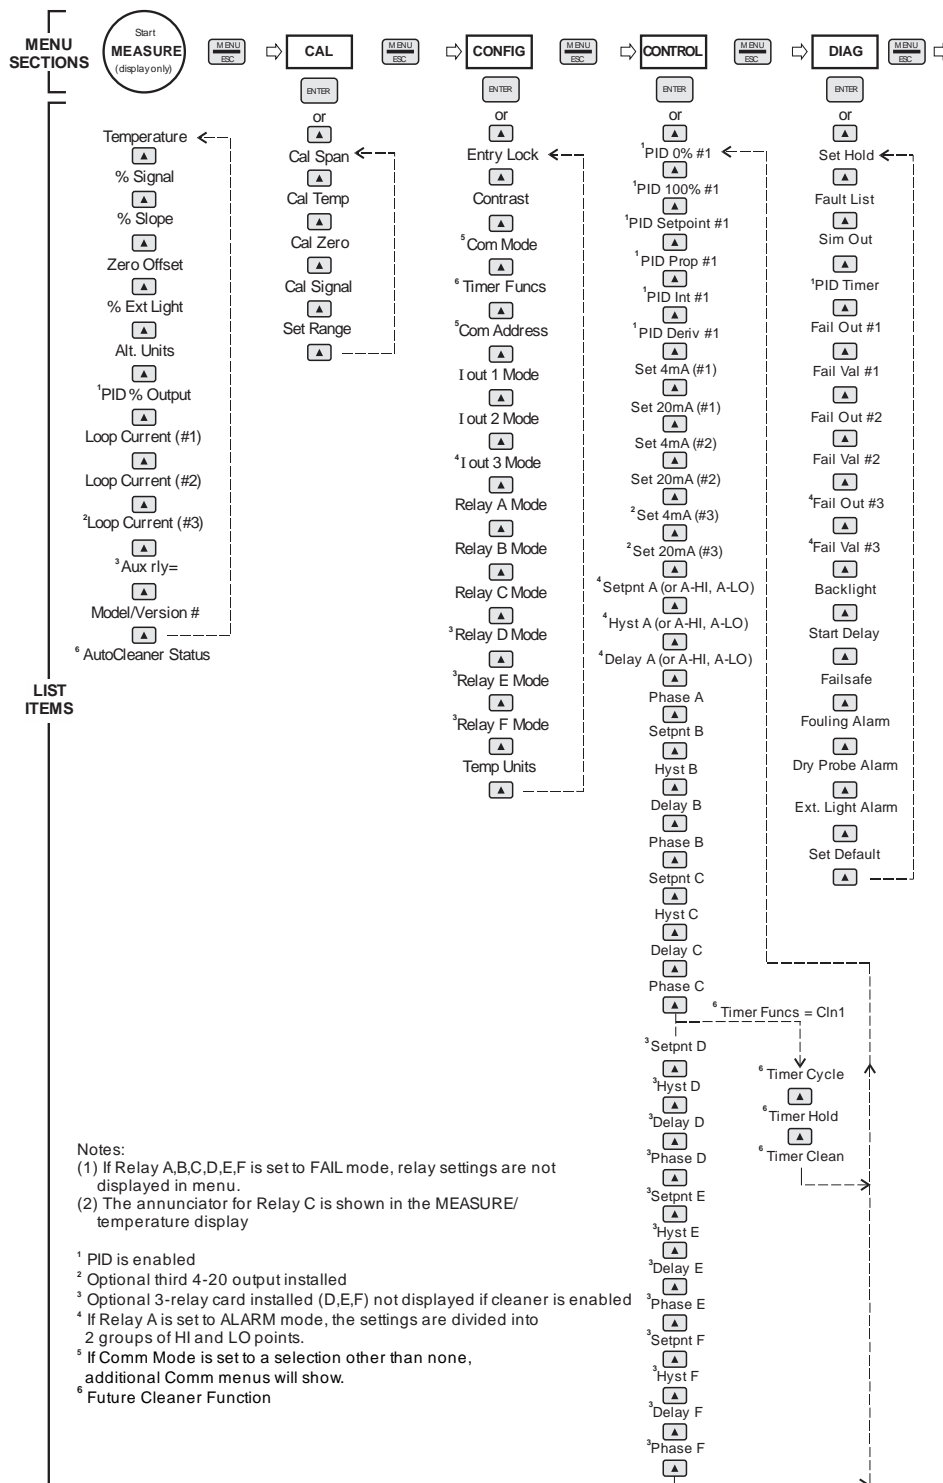 MENU
SECTIONS
Start
MEASURE
(display only)
MENU
ESC
CAL
MENU
ESC
CONFIG
MENU
ESC
CONTROL
MENU
ESC
DIAG
MENU
ESC
ENTER
ENTER
ENTER
ENTER
or
or
or
or
LIST
ITEMS
Temperature
% Signal
% Slope
Zero Offset
% Ext Light
Alt. Units
¹PID % Output
Loop Current (#1)
Loop Current (#2)
²Loop Current (#3)
³Aux rly=
Model/Version #
⁶ AutoCleaner Status
Cal Span
Cal Temp
Cal Zero
Cal Signal
Set Range
Entry Lock
Contrast
⁵Com Mode
⁶ Timer Funcs
⁵Com Address
I out 1 Mode
I out 2 Mode
⁴I out 3 Mode
Relay A Mode
Relay B Mode
Relay C Mode
³Relay D Mode
³Relay E Mode
³Relay F Mode
Temp Units
¹PID 0% #1
¹PID 100% #1
¹PID Setpoint #1
¹PID Prop #1
¹PID Int #1
¹PID Deriv #1
Set 4mA (#1)
Set 20mA (#1)
Set 4mA (#2)
Set 20mA (#2)
²Set 4mA (#3)
²Set 20mA (#3)
⁴Setpnt A (or A-HI, A-LO)
⁴Hyst A (or A-HI, A-LO)
⁴Delay A (or A-HI, A-LO)
Phase A
Setpnt B
Hyst B
Delay B
Phase B
Setpnt C
Hyst C
Delay C
Phase C
³Setpnt D
³Hyst D
³Delay D
³Phase D
³Setpnt E
³Hyst E
³Delay E
³Phase E
³Setpnt F
³Hyst F
³Delay F
³Phase F
⁶ Timer Funcs = Cln1
⁶ Timer Cycle
⁶ Timer Hold
⁶ Timer Clean
Set Hold
Fault List
Sim Out
¹PID Timer
Fail Out #1
Fail Val #1
Fail Out #2
Fail Val #2
⁴Fail Out #3
⁴Fail Val #3
Backlight
Start Delay
Failsafe
Fouling Alarm
Dry Probe Alarm
Ext. Light Alarm
Set Default
Notes:
(1) If Relay A,B,C,D,E,F is set to FAIL mode, relay settings are not
displayed in menu.
(2) The annunciator for Relay C is shown in the MEASURE/
temperature display
¹ PID is enabled
² Optional third 4-20 output installed
³ Optional 3-relay card installed (D,E,F) not displayed if cleaner is enabled
⁴ If Relay A is set to ALARM mode, the settings are divided into
2 groups of HI and LO points.
⁵ If Comm Mode is set to a selection other than none,
additional Comm menus will show.
⁶ Future Cleaner Function